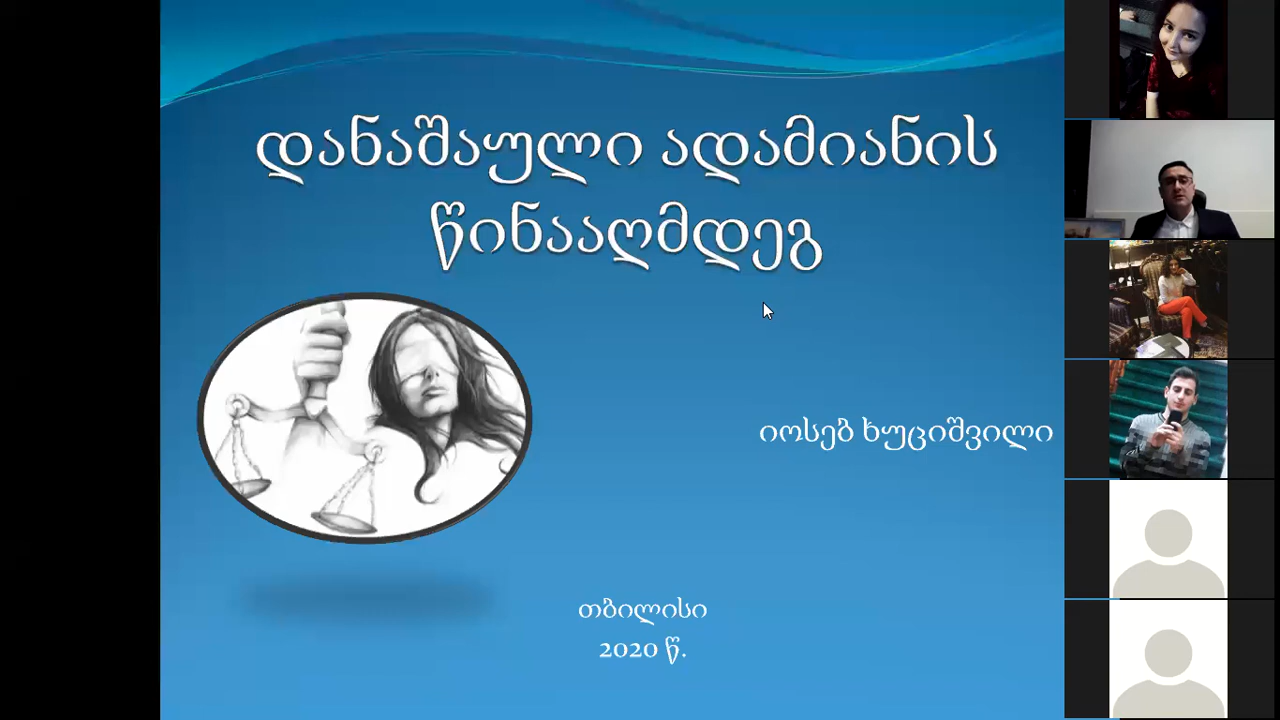 დანაშაული ადამიანის
წინააღმდეგ
იოსებ ხუციშვილი
თბილისი
2020 წ.